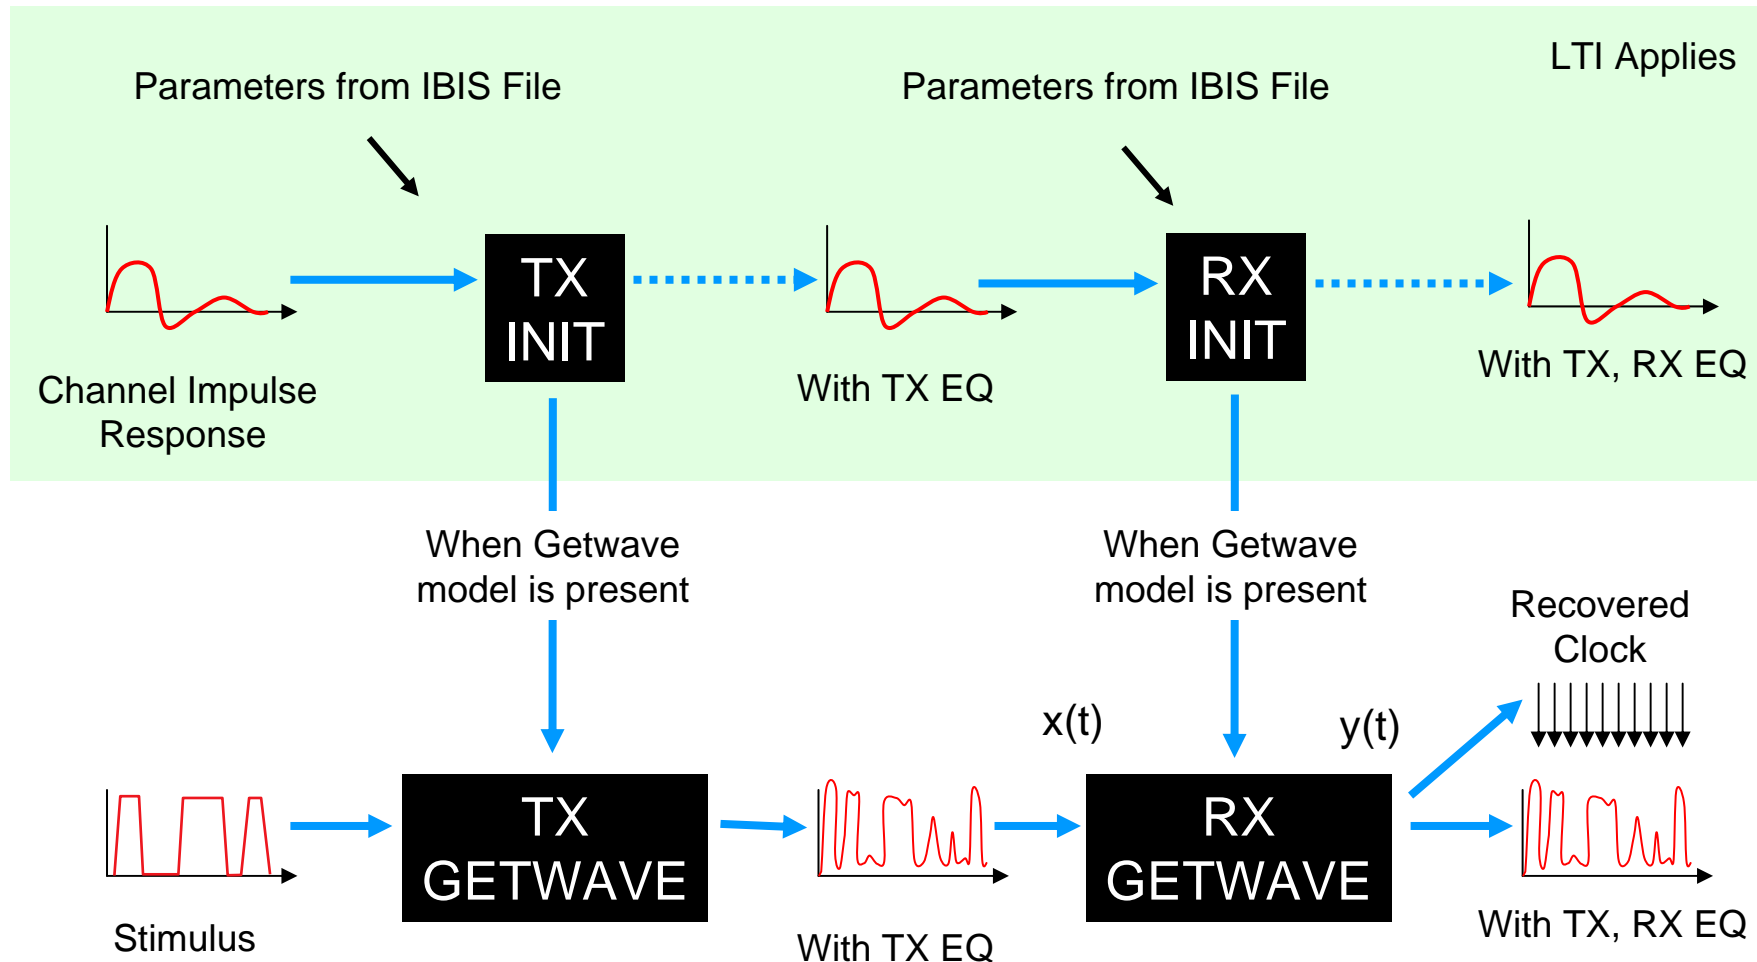 LTI Applies
Parameters from IBIS File
Parameters from IBIS File
TX
INIT
RX
INIT
Channel Impulse
Response
With TX EQ
With TX, RX EQ
When Getwave
model is present
When Getwave
model is present
Recovered
Clock
x(t)
y(t)
TX
GETWAVE
RX
GETWAVE
Stimulus
With TX EQ
With TX, RX EQ